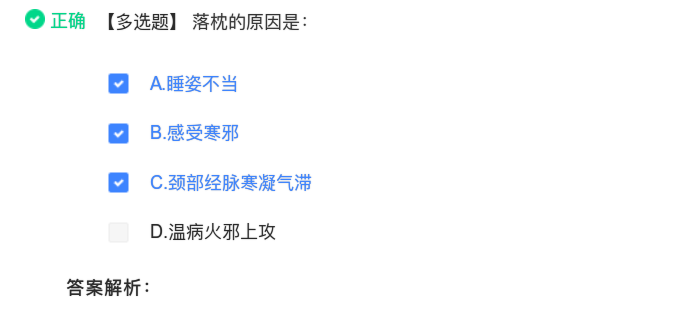 正确 【多选题】 落枕的原因是：
A.睡姿不当
B.感受寒邪
C.颈部经脉寒凝气滞
D.温病火邪上攻
答案解析：